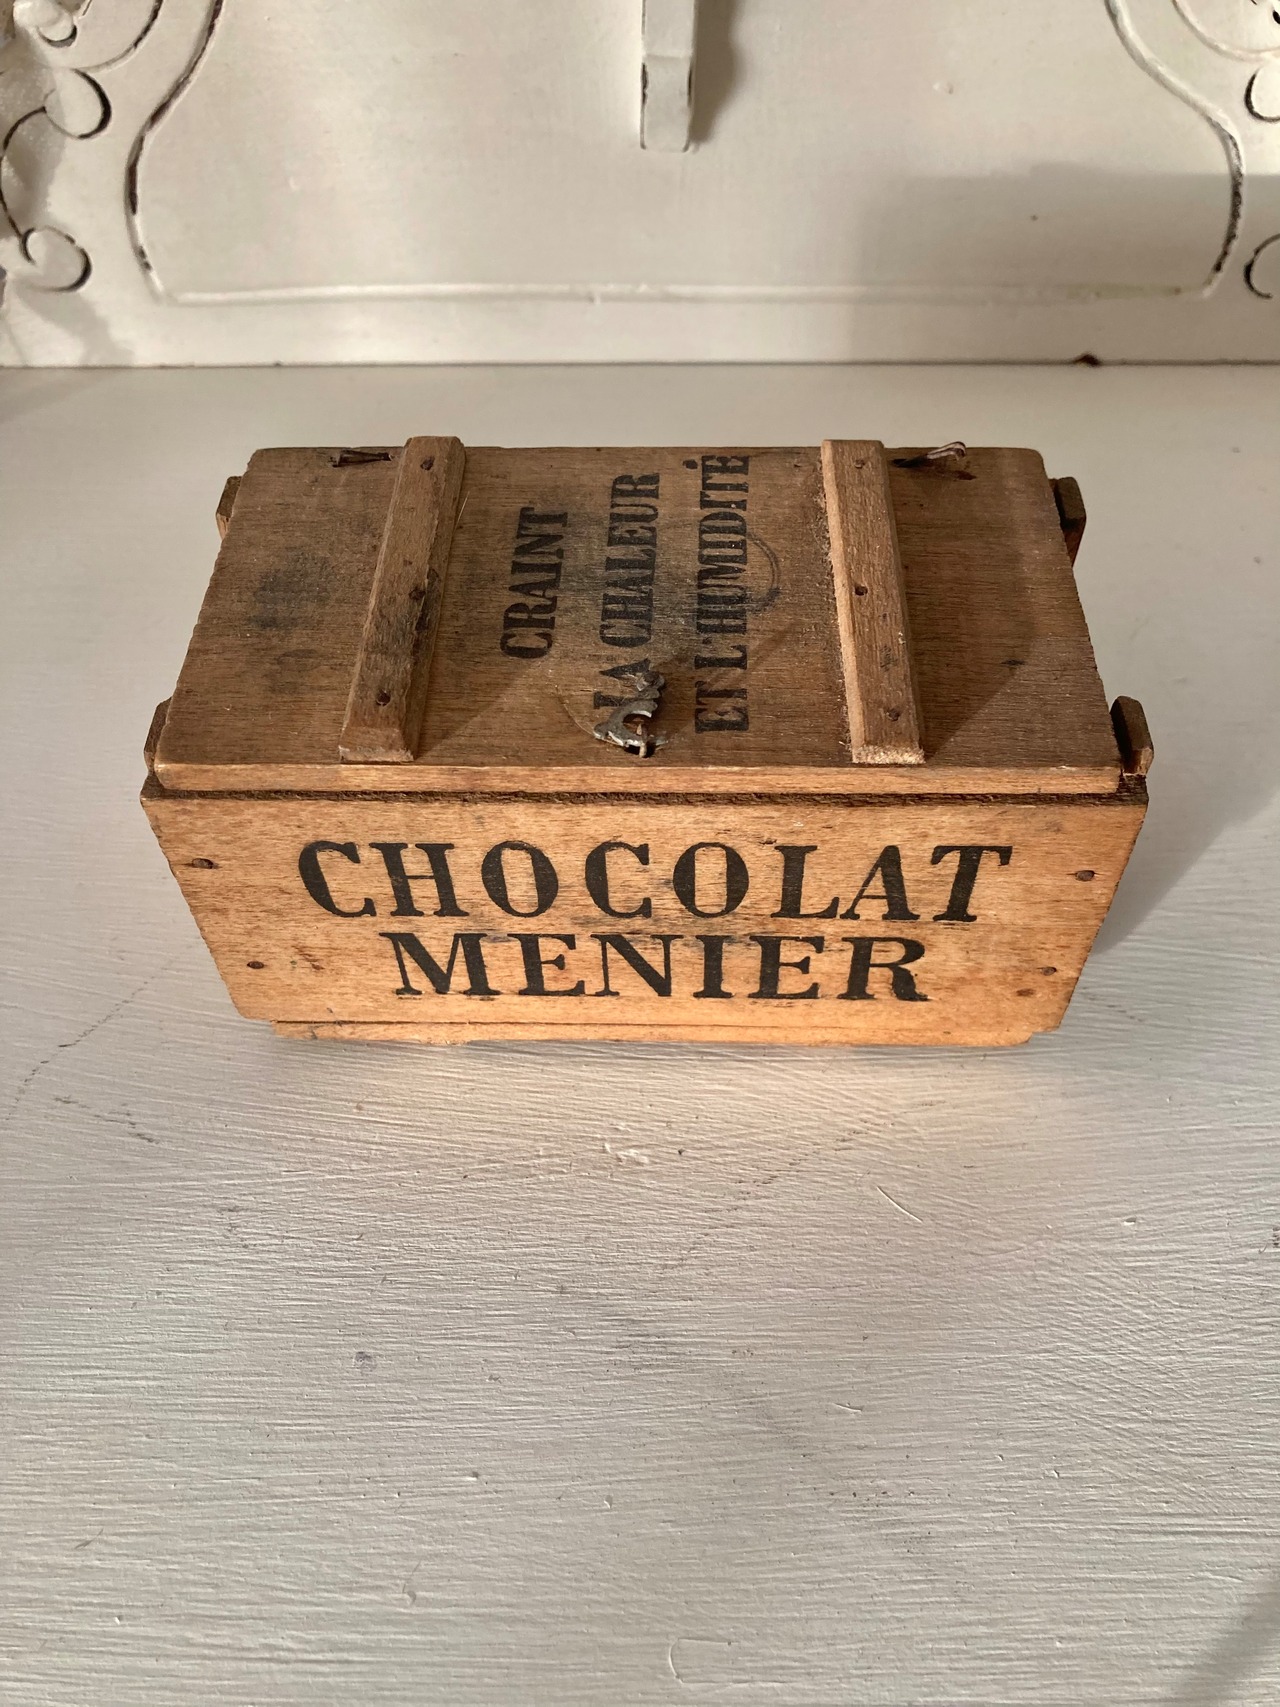 CRAINT
LA CHALEUR
ET L'HUMIDITÉ
CHOCOLAT
MENIER